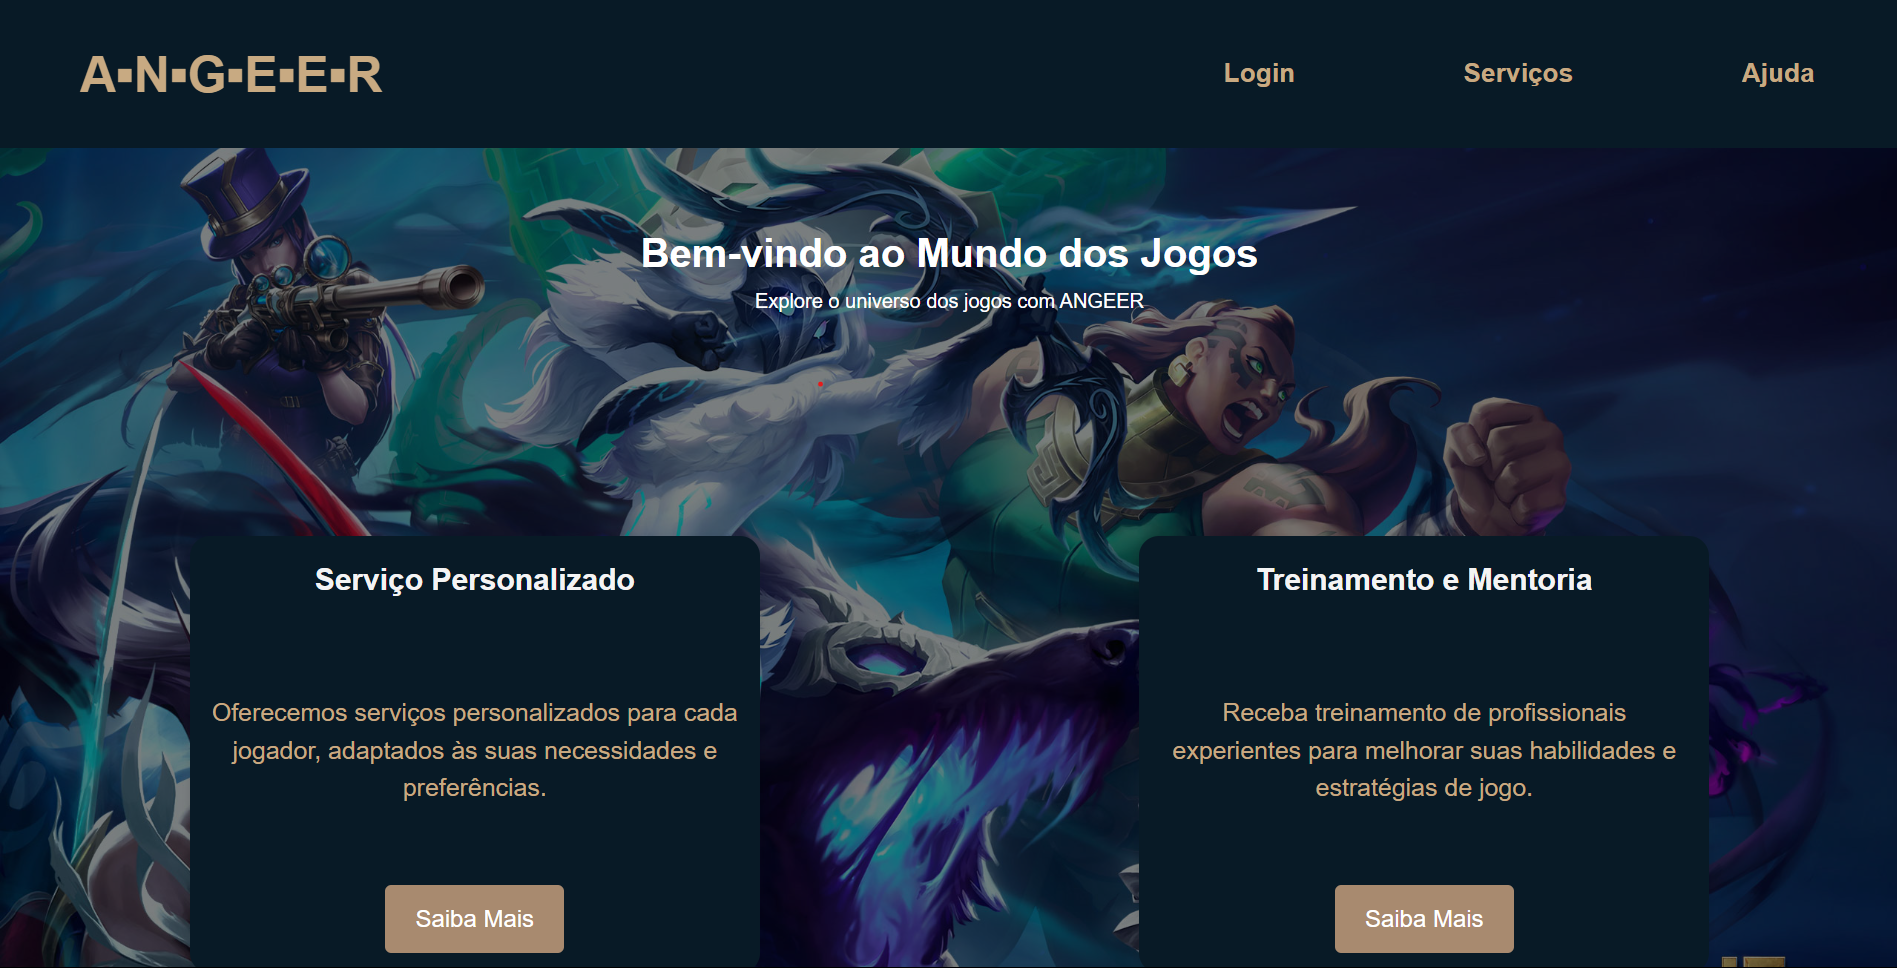 A▪N▪G▪E▪E▪R
Login
Serviços
Ajuda
Bem-vindo ao Mundo dos Jogos
Explore o universo dos jogos com ANGEER
Serviço Personalizado
Oferecemos serviços personalizados para cada
jogador, adaptados às suas necessidades e
preferências.
Saiba Mais
Treinamento e Mentoria
Receba treinamento de profissionais
experientes para melhorar suas habilidades e
estratégias de jogo.
Saiba Mais